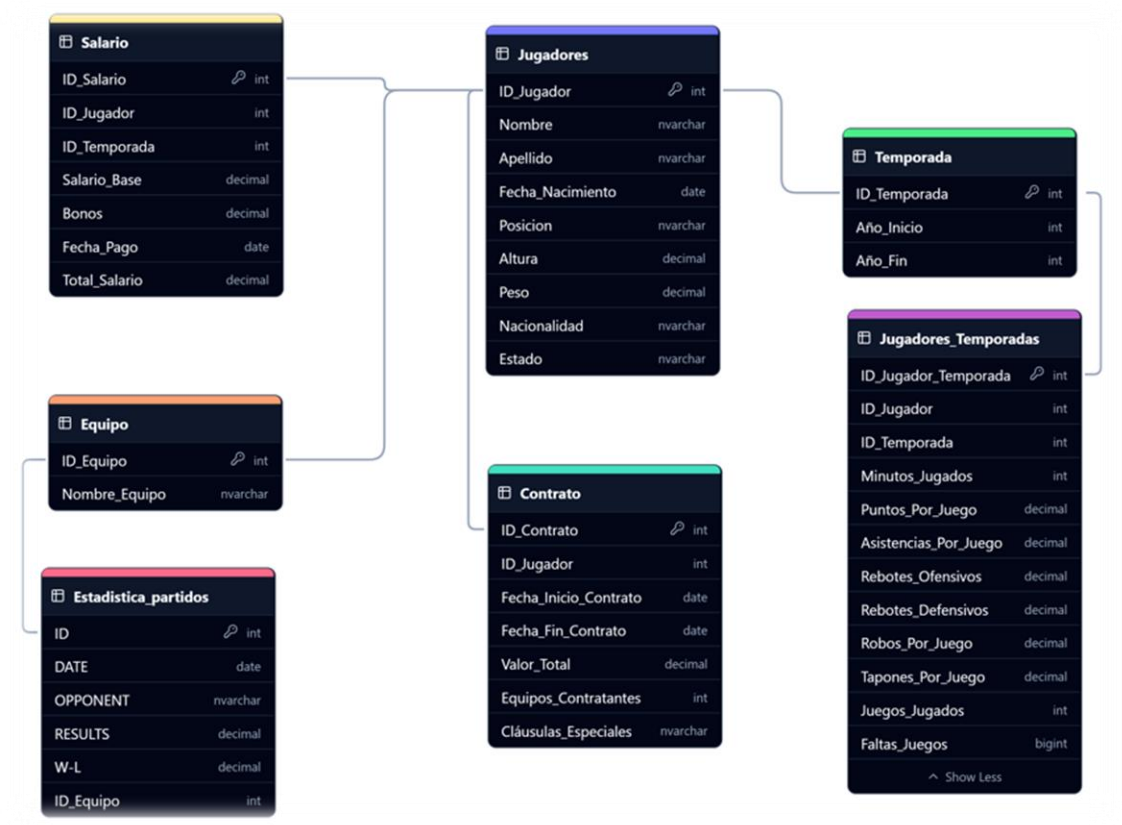 Salario
ID_Salario int
ID_Jugador int
ID_Temporada int
Salario_Base decimal
Bonos decimal
Fecha_Pago date
Total_Salario decimal
Equipo
ID_Equipo int
Nombre_Equipo nvarchar
Estadistica_partidos
ID int
DATE date
OPPONENT nvarchar
RESULTS decimal
W-L decimal
ID_Equipo int
Jugadores
ID_Jugador int
Nombre nvarchar
Apellido nvarchar
Fecha_Nacimiento date
Posicion nvarchar
Altura decimal
Peso decimal
Nacionalidad nvarchar
Estado nvarchar
Contrato
ID_Contrato int
ID_Jugador int
Fecha_Inicio_Contrato date
Fecha_Fin_Contrato date
Valor_Total decimal
Equipos_Contratantes int
Cláusulas_Especiales nvarchar
Temporada
ID_Temporada int
Año_Inicio int
Año_Fin int
Jugadores_Temporadas
ID_Jugador_Temporada int
ID_Jugador int
ID_Temporada int
Minutos_Jugados int
Puntos_Por_Juego decimal
Asistencias_Por_Juego decimal
Rebotes_Ofensivos decimal
Rebotes_Defensivos decimal
Robos_Por_Juego decimal
Tapones_Por_Juego decimal
Juegos_Jugados int
Faltas_Juegos bigint
Show Less